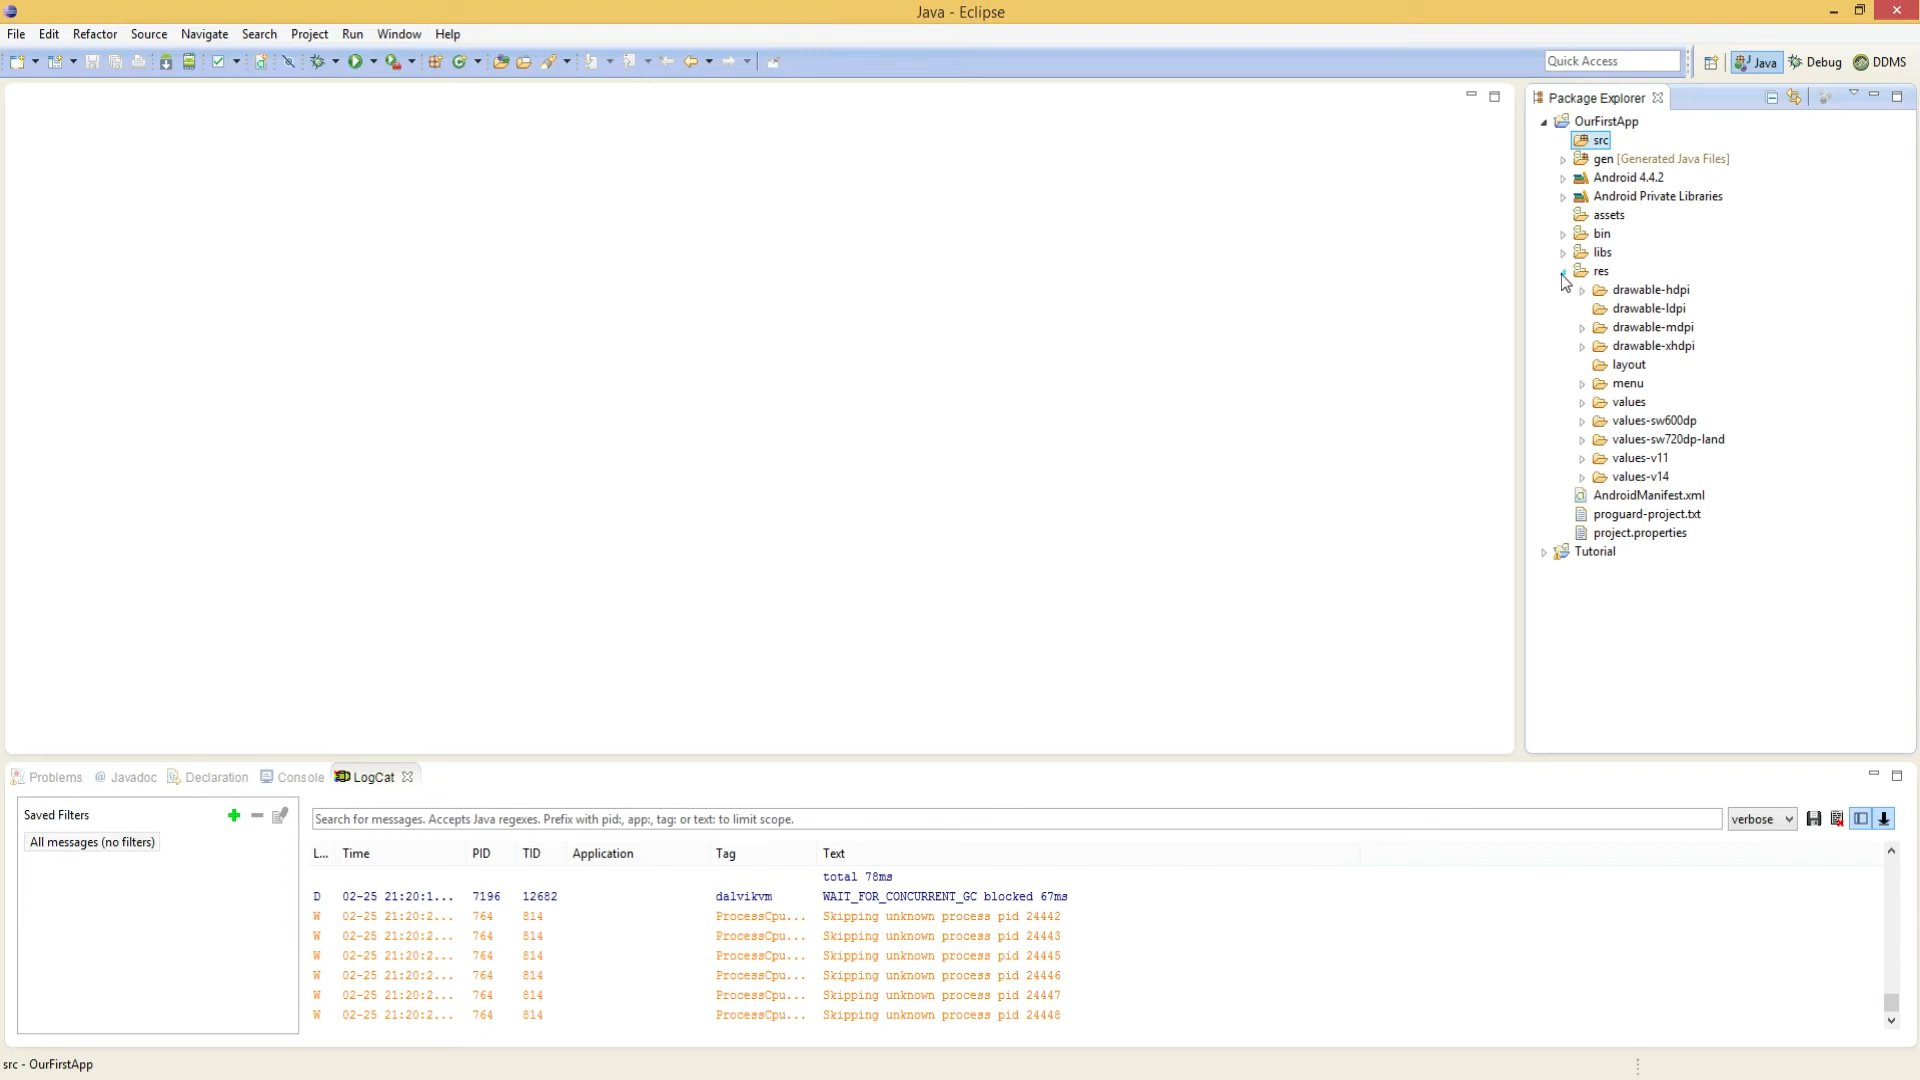 Java - Eclipse
File Edit Refactor Source Navigate Search Project Run Window Help
Quick Access Java Debug DDMS
Package Explorer
OurFirstApp
src
gen [Generated Java Files]
Android 4.4.2
Android Private Libraries
assets
bin
libs
res
drawable-hdpi
drawable-ldpi
drawable-mdpi
drawable-xhdpi
layout
menu
values
values-sw600dp
values-sw720dp-land
values-v11
values-v14
AndroidManifest.xml
proguard-project.txt
project.properties
Tutorial
Problems @ Javadoc Declaration Console LogCat
Saved Filters
All messages (no filters)
Search for messages. Accepts Java regexes. Prefix with pid:, app:, tag: or text: to limit scope.
verbose
L... Time PID TID Application Tag Text
total 78ms
D 02-25 21:20:1... 7196 12682 dalvikvm WAIT_FOR_CONCURRENT_GC blocked 67ms
W 02-25 21:20:2... 764 814 ProcessCpu... Skipping unknown process pid 24442
W 02-25 21:20:2... 764 814 ProcessCpu... Skipping unknown process pid 24443
W 02-25 21:20:2... 764 814 ProcessCpu... Skipping unknown process pid 24445
W 02-25 21:20:2... 764 814 ProcessCpu... Skipping unknown process pid 24446
W 02-25 21:20:2... 764 814 ProcessCpu... Skipping unknown process pid 24447
W 02-25 21:20:2... 764 814 ProcessCpu... Skipping unknown process pid 24448
src - OurFirstApp